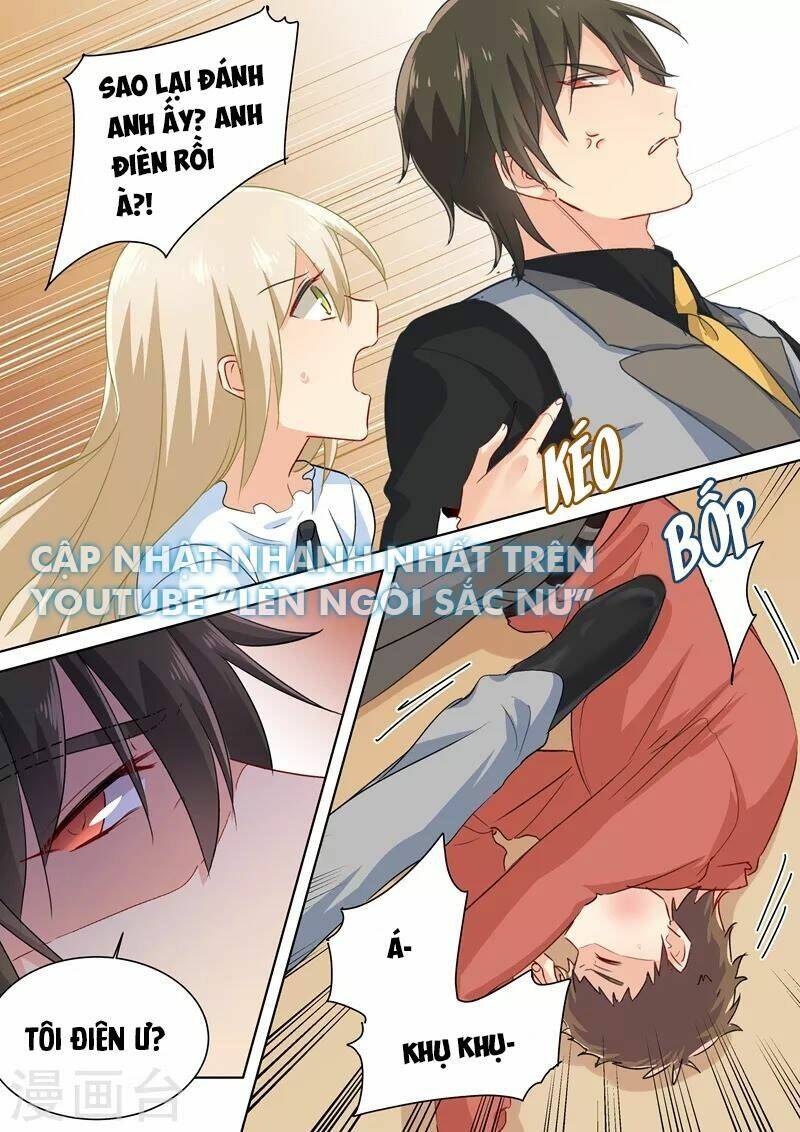 SAO LẠI ĐÁNH
ANH ẤY? ANH
ĐIÊN RỒI
À?!
KÉO
BỐP
CẬP NHẬT NHANH NHẤT TRÊN
YOUTUBE "LÊN NGÔI SẮC NỮ"
TÔI ĐIÊN Ư?
Á-
KHỤ KHỤ-
漫画台